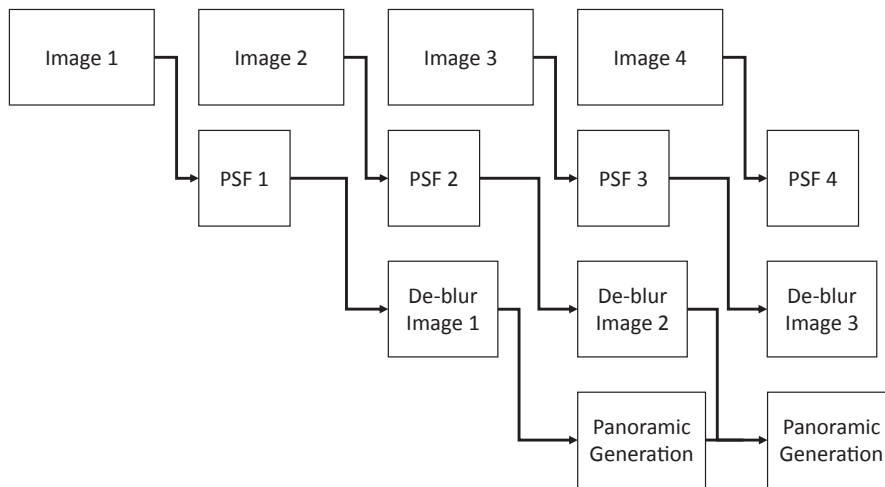 Image 1
Image 2
Image 3
Image 4
PSF 1
PSF 2
PSF 3
PSF 4
De-blur
Image 1
De-blur
Image 2
De-blur
Image 3
Panoramic
Generation
Panoramic
Generation